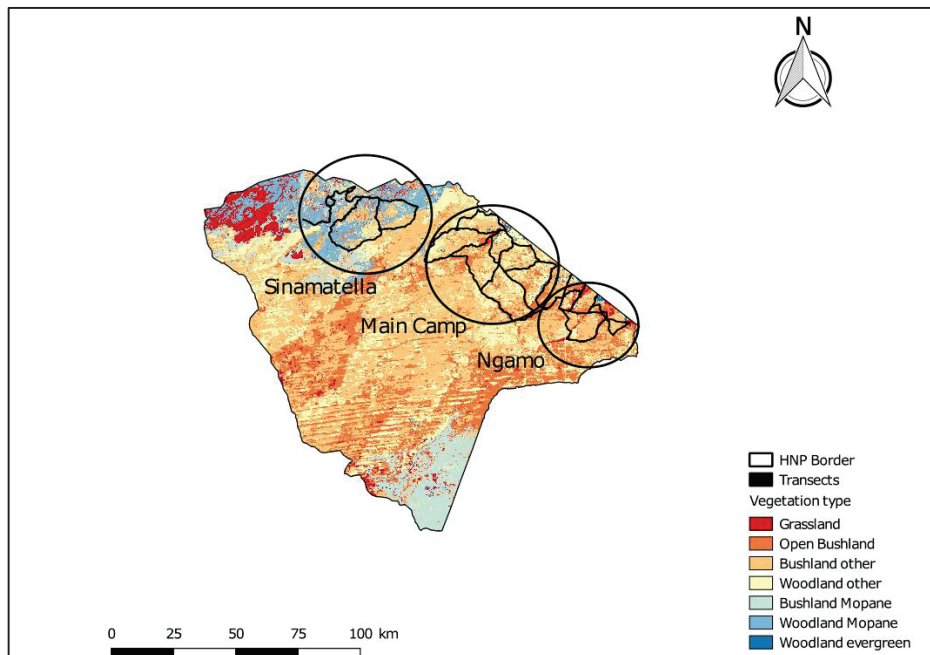 N
Sinamatella
Main Camp
Ngamo
HNP Border
Transects
Vegetation type
Grassland
Open Bushland
Bushland other
Woodland other
Bushland Mopane
Woodland Mopane
Woodland evergreen
0 25 50 75 100 km